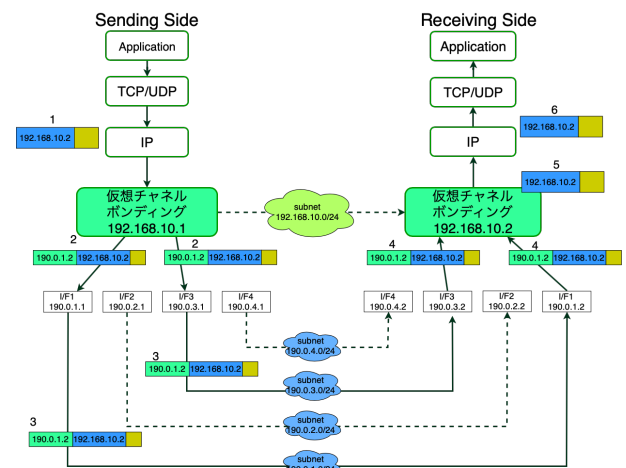 Sending Side
Receiving Side
Application
Application
TCP/UDP
TCP/UDP
1
6
192.168.10.2
IP
IP
192.168.10.2
5
192.168.10.2
仮想チャネル
ボンディング
192.168.10.1
subnet
192.168.10.0/24
仮想チャネル
ボンディング
192.168.10.2
2
2
4
4
190.0.1.2
192.168.10.2
190.0.1.2
192.168.10.2
190.0.1.2
192.168.10.2
190.0.1.2
192.168.10.2
I/F1
190.0.1.1
I/F2
190.0.2.1
I/F3
190.0.3.1
I/F4
190.0.4.1
I/F4
190.0.4.2
I/F3
190.0.3.2
I/F2
190.0.2.2
I/F1
190.0.1.2
subnet
190.0.4.0/24
3
190.0.1.2
192.168.10.2
subnet
190.0.3.0/24
3
subnet
190.0.2.0/24
190.0.1.2
192.168.10.2
subnet